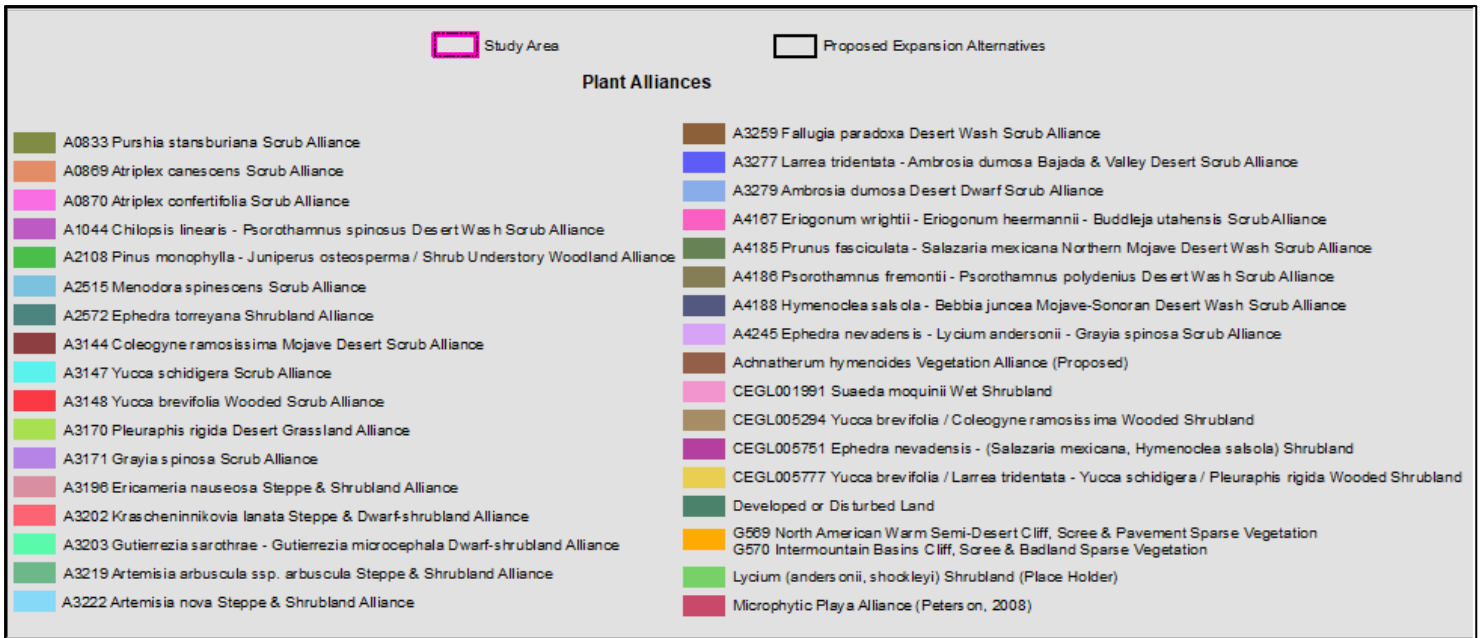 Study Area
Proposed Expansion Alternatives
Plant Alliances
A0833 Purshia stansburiana Scrub Alliance
A0869 Atriplex canescens Scrub Alliance
A0870 Atriplex confertifolia Scrub Alliance
A1044 Chilopsis linearis - Psorothamnus spinosus Desert Wash Scrub Alliance
A2108 Pinus monophylla - Juniperus osteosperma / Shrub Understory Woodland Alliance
A2515 Menodora spinescens Scrub Alliance
A2572 Ephedra torreyana Shrubland Alliance
A3144 Coleogyne ramosissima Mojave Desert Scrub Alliance
A3147 Yucca schidigera Scrub Alliance
A3148 Yucca brevifolia Wooded Scrub Alliance
A3170 Pleuraphis rigida Desert Grassland Alliance
A3171 Grayia spinosa Scrub Alliance
A3196 Ericameria nauseosa Steppe & Shrubland Alliance
A3202 Krascheninnikovia lanata Steppe & Dwarf-shrubland Alliance
A3203 Gutierrezia sarothrae - Gutierrezia microcephala Dwarf-shrubland Alliance
A3219 Artemisia arbuscula ssp. arbuscula Steppe & Shrubland Alliance
A3222 Artemisia nova Steppe & Shrubland Alliance
A3259 Fallugia paradoxa Desert Wash Scrub Alliance
A3277 Larrea tridentata - Ambrosia dumosa Bajada & Valley Desert Scrub Alliance
A3279 Ambrosia dumosa Desert Dwarf Scrub Alliance
A4167 Eriogonum wrightii - Eriogonum heermannii - Buddleja utahensis Scrub Alliance
A4185 Prunus fasciculata - Salazaria mexicana Northern Mojave Desert Wash Scrub Alliance
A4186 Psorothamnus fremontii - Psorothamnus polydenius Desert Wash Scrub Alliance
A4188 Hymenoclea salsola - Bebbia juncea Mojave-Sonoran Desert Wash Scrub Alliance
A4245 Ephedra nevadensis - Lycium andersonii - Grayia spinosa Scrub Alliance
Achnatherum hymenoides Vegetation Alliance (Proposed)
CEGL001991 Suaeda moquinii Wet Shrubland
CEGL005294 Yucca brevifolia / Coleogyne ramosissima Wooded Shrubland
CEGL005751 Ephedra nevadensis - (Salazaria mexicana, Hymenoclea salsola) Shrubland
CEGL005777 Yucca brevifolia / Larrea tridentata - Yucca schidigera / Pleuraphis rigida Wooded Shrubland
Developed or Disturbed Land
G569 North American Warm Semi-Desert Cliff, Scree & Pavement Sparse Vegetation
G570 Intermountain Basins Cliff, Scree & Badland Sparse Vegetation
Lycium (andersonii, shockleyi) Shrubland (Place Holder)
Microphytic Playa Alliance (Peterson, 2008)